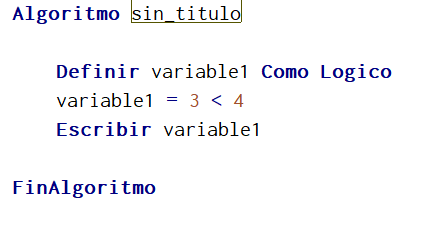 Algoritmo sin_titulo
Definir variable1 Como Logico
variable1 = 3 < 4
Escribir variable1
FinAlgoritmo